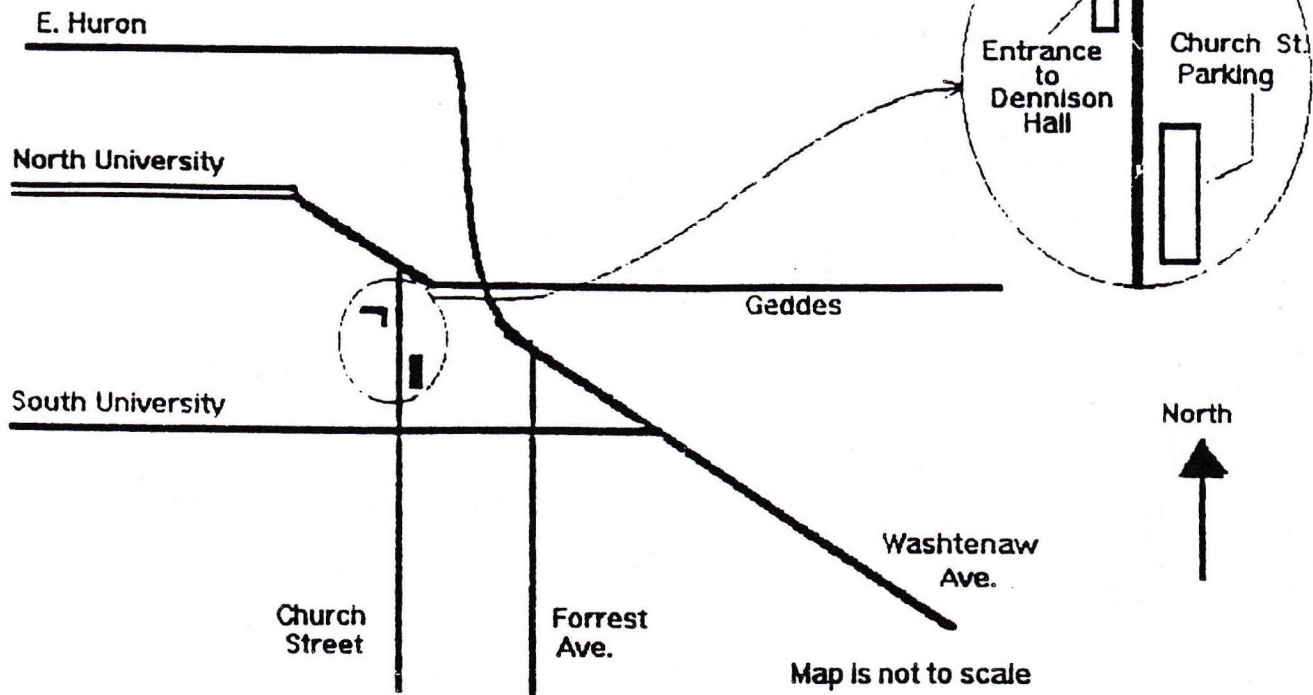 E. Huron
Entrance
to
Dennison
Hall
Church St.
Parking
North University
Geddes
South University
North
Washtenaw
Ave.
Church
Street
Forrest
Ave.
Map is not to scale